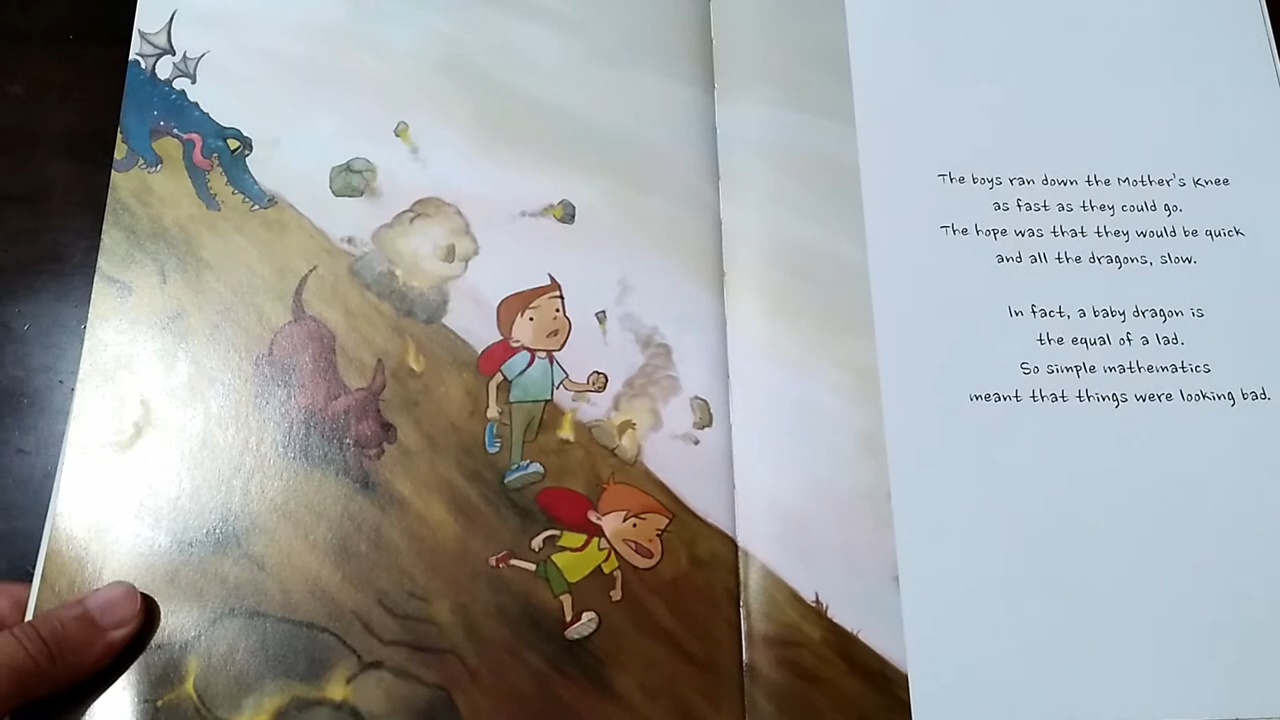 The boys ran down the Mother's Knee
as fast as they could go.
The hope was that they would be quick
and all the dragons, slow.
In fact, a baby dragon is
the equal of a lad.
So simple mathematics
meant that things were looking bad.